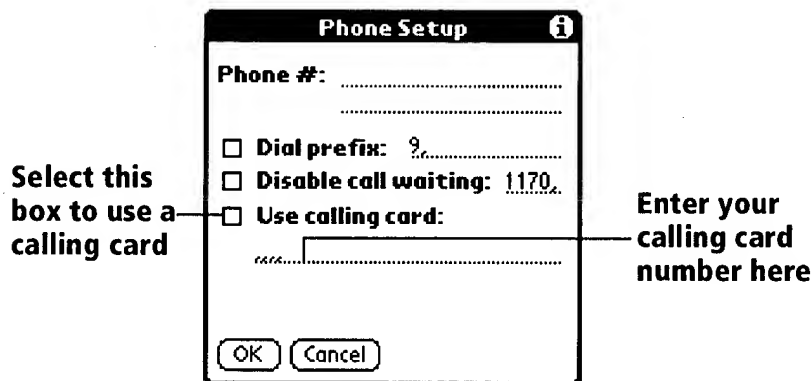 Phone Setup i
Phone #:
Dial prefix: 9,
Disable call waiting: 1170,
Use calling card:
,,,,
OK Cancel
Select this
box to use a
calling card
Enter your
calling card
number here